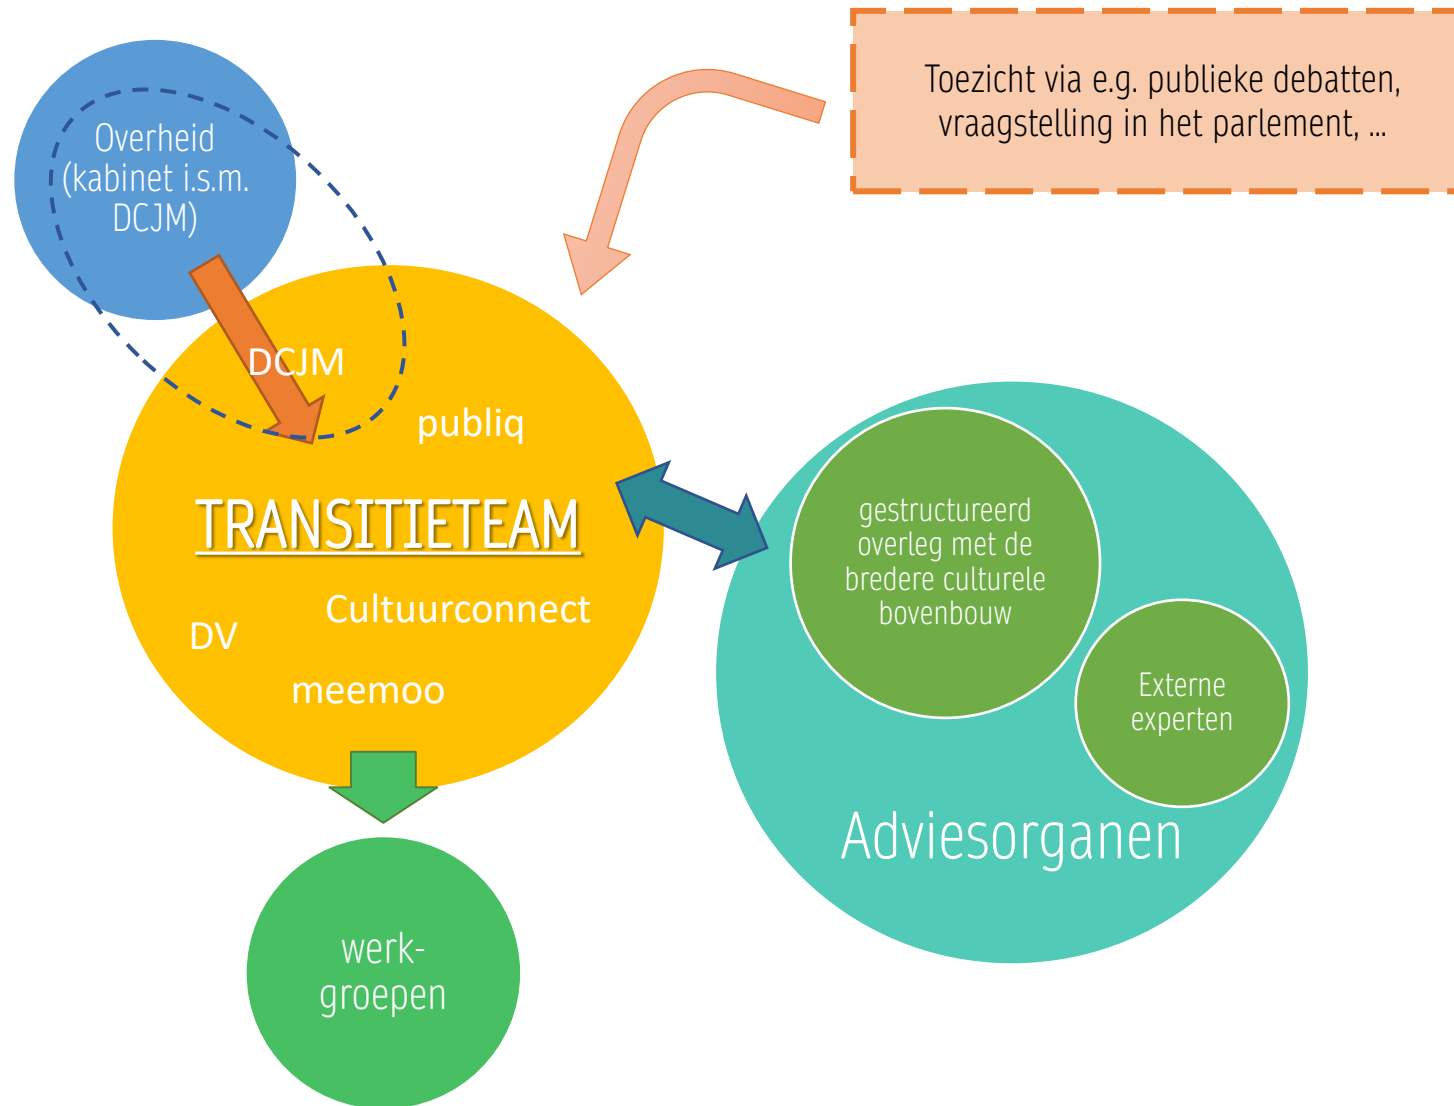 Toezicht via e.g. publieke debatten,
vraagstelling in het parlement, ...
Overheid
(kabinet i.s.m.
DCJM)
DCJM
publiq
TRANSITIETEAM
Cultuurconnect
DV
meemoo
gestructureerd
overleg met de
bredere culturele
bovenbouw
Externe
experten
Adviesorganen
werk-
groepen